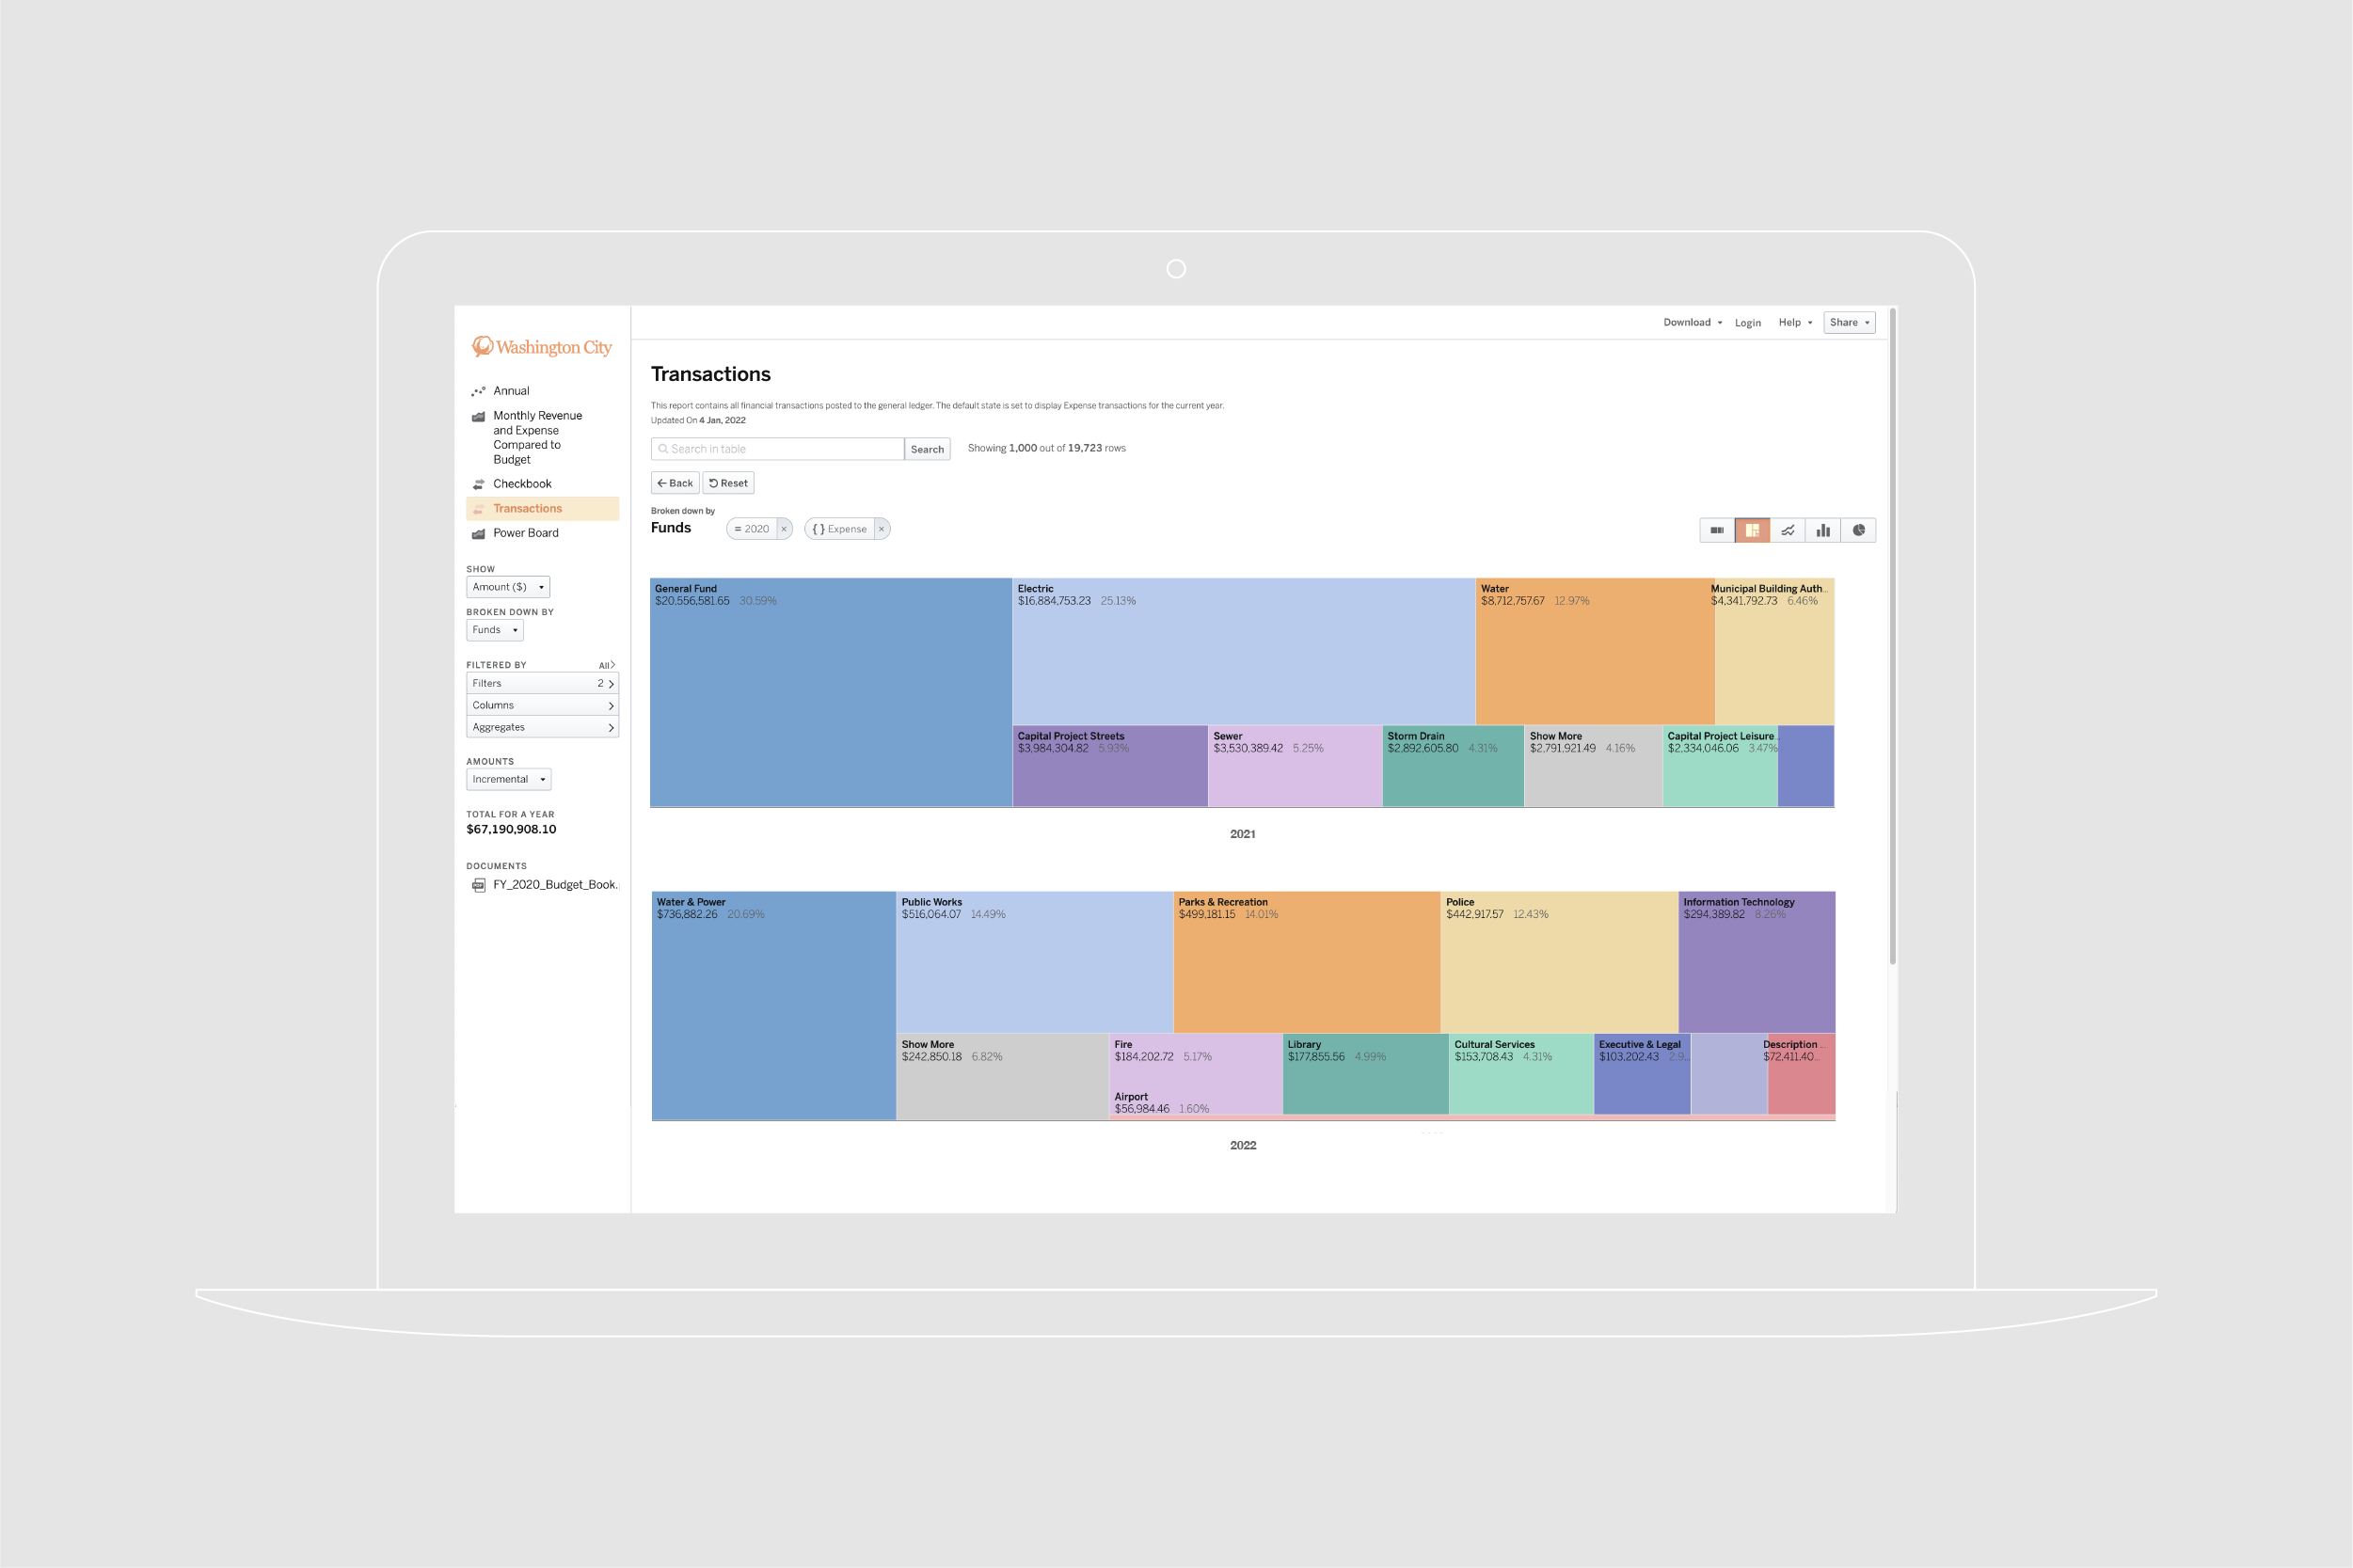 Washington City
Annual
Monthly Revenue
and Expense
Compared to
Budget
Checkbook
Transactions
Power Board
SHOW
Amount ($)
BROKEN DOWN BY
Funds
FILTERED BY All
Filters 2
Columns
Aggregates
AMOUNTS
Incremental
TOTAL FOR A YEAR
$67,190,908.10
DOCUMENTS
FY_2020_Budget_Book.
Download Login Help Share
Transactions
This report contains all financial transactions posted to the general ledger. The default state is set to display Expense transactions for the current year.
Updated On 4 Jan, 2022
Search in table Search Showing 1,000 out of 19,723 rows
Back Reset
Broken down by
Funds = 2020 × { } Expense ×
General Fund
$20,556,581.65 30.59%
Electric
$16,884,753.23 25.13%
Water
$8,712,757.67 12.97%
Municipal Building Auth...
$4,341,792.73 6.46%
Capital Project Streets
$3,984,304.82 5.93%
Sewer
$3,530,389.42 5.25%
Storm Drain
$2,892,605.80 4.31%
Show More
$2,791,921.49 4.16%
Capital Project Leisure..
$2,334,046.06 3.47%
2021
Water & Power
$736,882.26 20.69%
Public Works
$516,064.07 14.49%
Parks & Recreation
$499,181.15 14.01%
Police
$442,917.57 12.43%
Information Technology
$294,389.82 8.26%
Show More
$242,850.18 6.82%
Fire
$184,202.72 5.17%
Airport
$56,984.46 1.60%
Library
$177,855.56 4.99%
Cultural Services
$153,708.43 4.31%
Executive & Legal
$103,202.43 2.9...
Description ...
$72,411.40...
2022